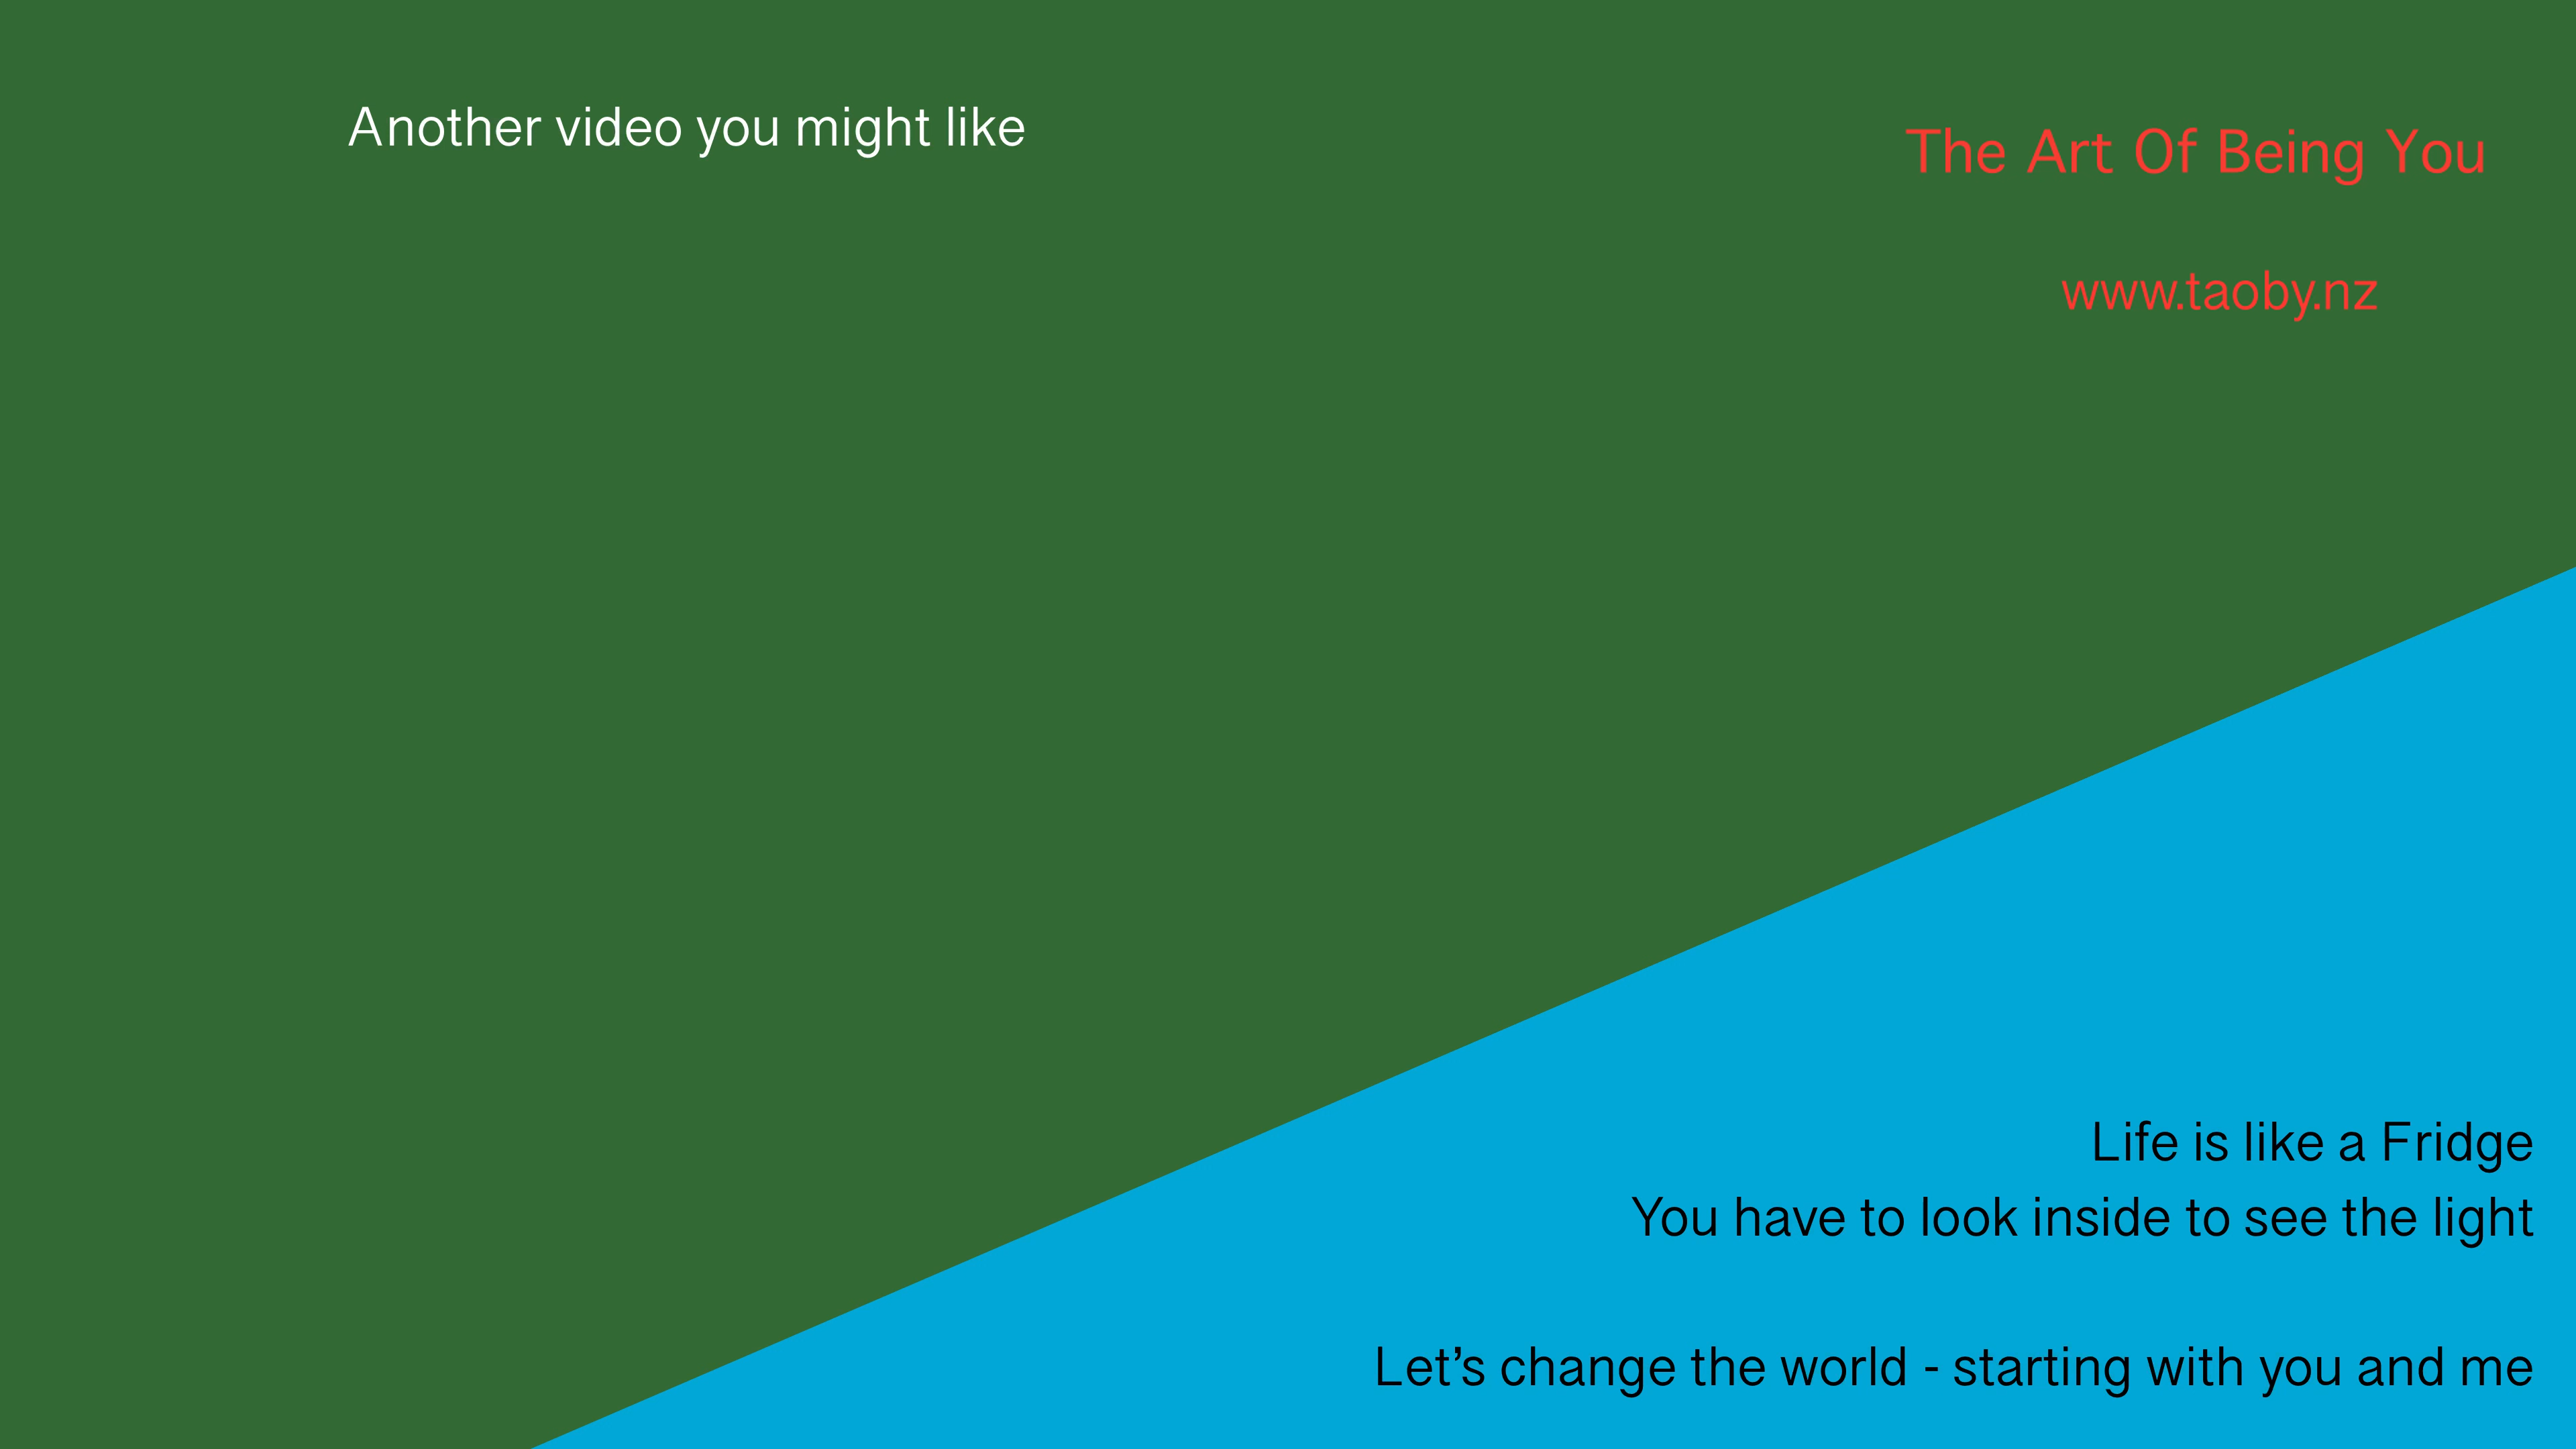 Another video you might like
The Art Of Being You
www.taoby.nz
Life is like a Fridge
You have to look inside to see the light
Let’s change the world - starting with you and me